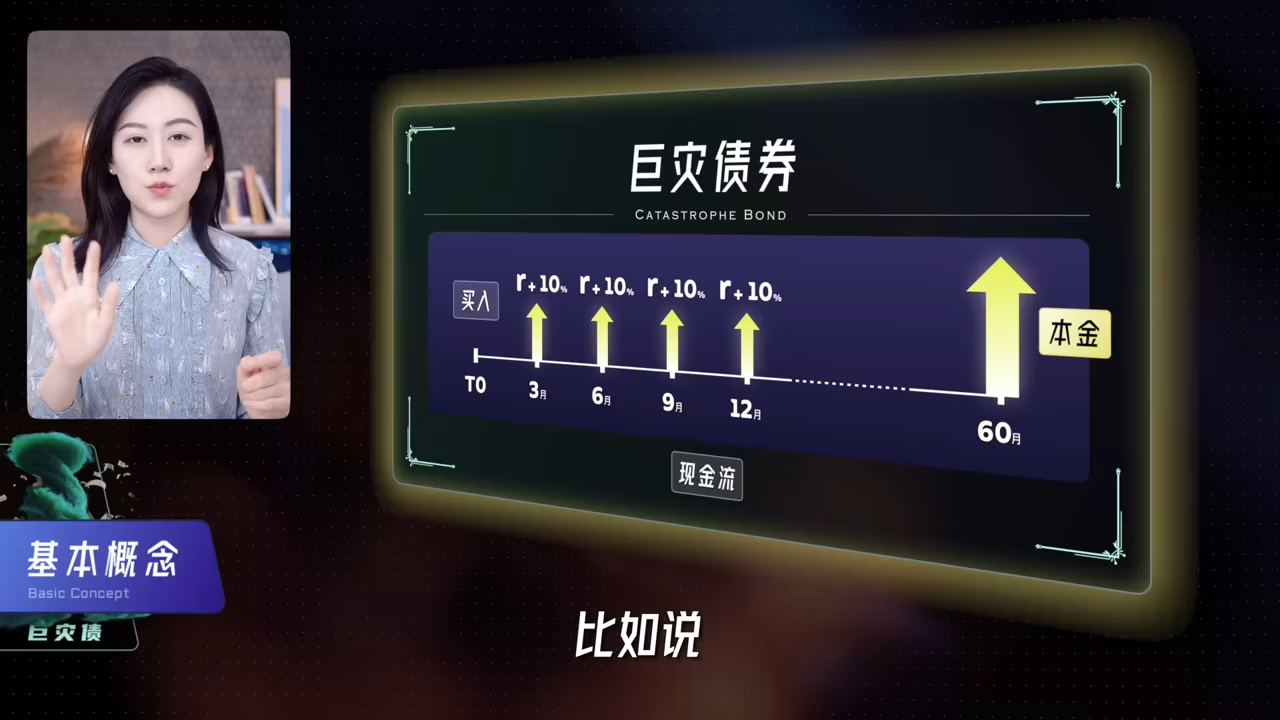 巨灾债券
CATASTROPHE BOND
买入
r+10% r+10% r+10% r+10%
本金
T0 3月 6月 9月 12月 60月
现金流
基本概念
Basic Concept
巨灾债
比如说